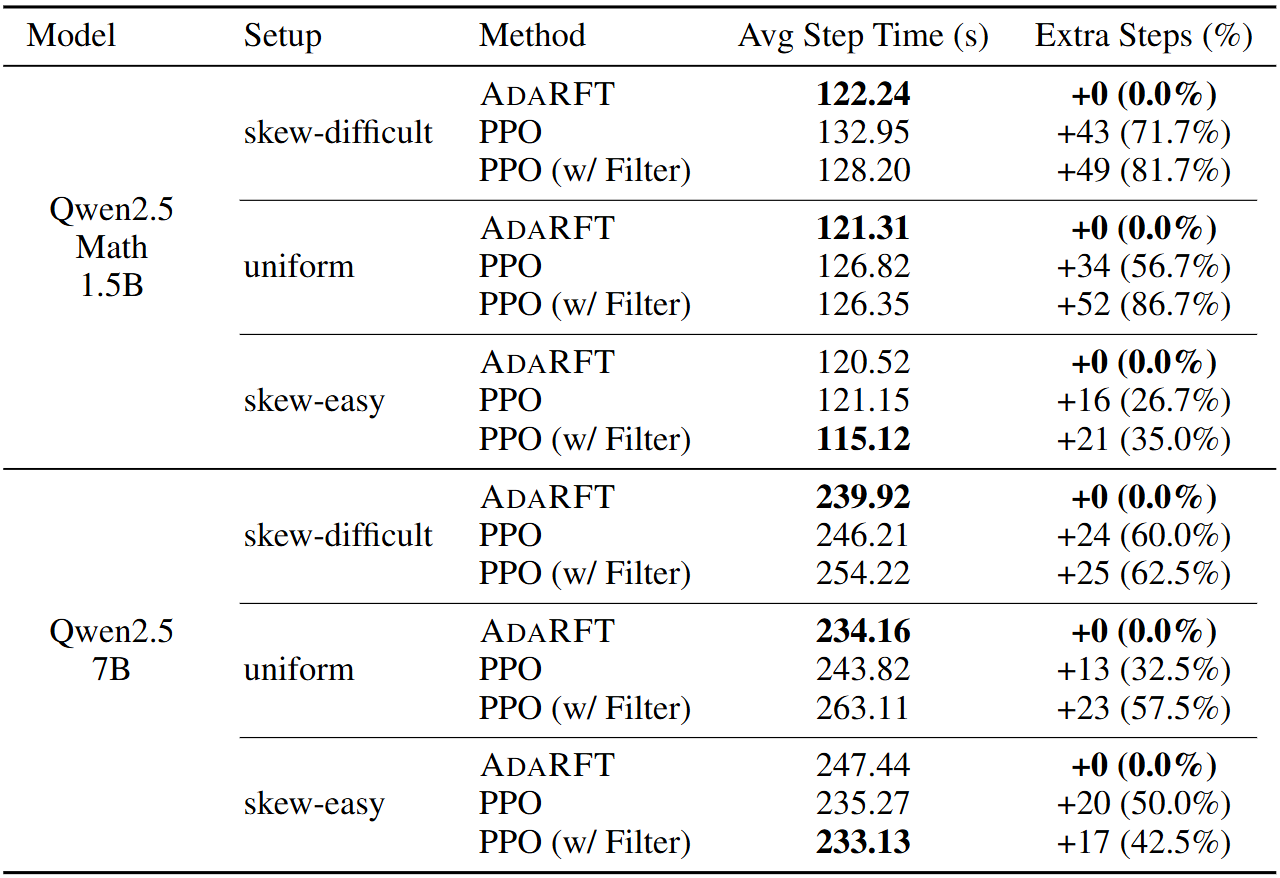 Model Setup Method Avg Step Time (s) Extra Steps (%)
ADARFT 122.24 +0 (0.0%)
skew-difficult PPO 132.95 +43 (71.7%)
PPO (w/ Filter) 128.20 +49 (81.7%)
Qwen2.5
Math
1.5B
ADARFT 121.31 +0 (0.0%)
uniform PPO 126.82 +34 (56.7%)
PPO (w/ Filter) 126.35 +52 (86.7%)
ADARFT 120.52 +0 (0.0%)
skew-easy PPO 121.15 +16 (26.7%)
PPO (w/ Filter) 115.12 +21 (35.0%)
ADARFT 239.92 +0 (0.0%)
skew-difficult PPO 246.21 +24 (60.0%)
PPO (w/ Filter) 254.22 +25 (62.5%)
Qwen2.5
7B
ADARFT 234.16 +0 (0.0%)
uniform PPO 243.82 +13 (32.5%)
PPO (w/ Filter) 263.11 +23 (57.5%)
ADARFT 247.44 +0 (0.0%)
skew-easy PPO 235.27 +20 (50.0%)
PPO (w/ Filter) 233.13 +17 (42.5%)